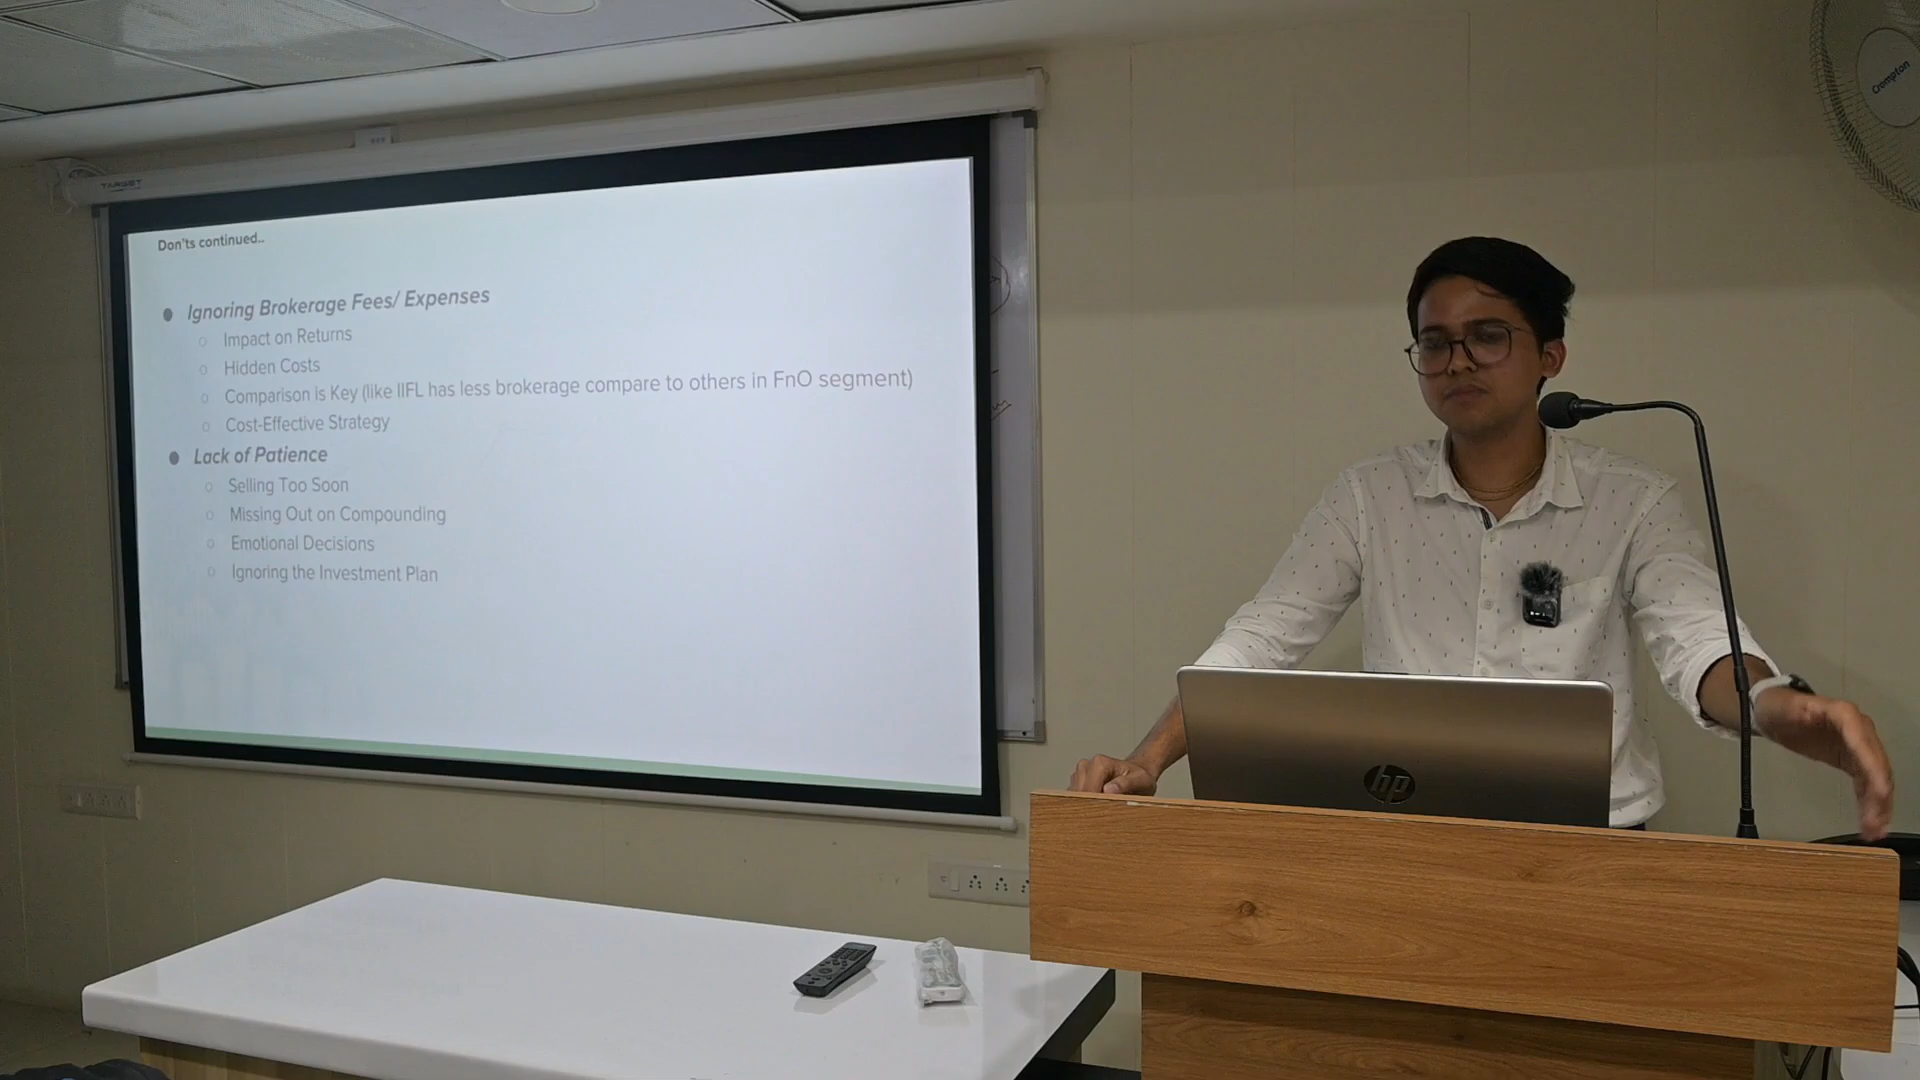 TARGET
Don'ts continued..
Ignoring Brokerage Fees/ Expenses
Impact on Returns
Hidden Costs
Comparison is Key (like IIFL has less brokerage compare to others in FnO segment)
Cost-Effective Strategy
Lack of Patience
Selling Too Soon
Missing Out on Compounding
Emotional Decisions
Ignoring the Investment Plan
Crompton
hp